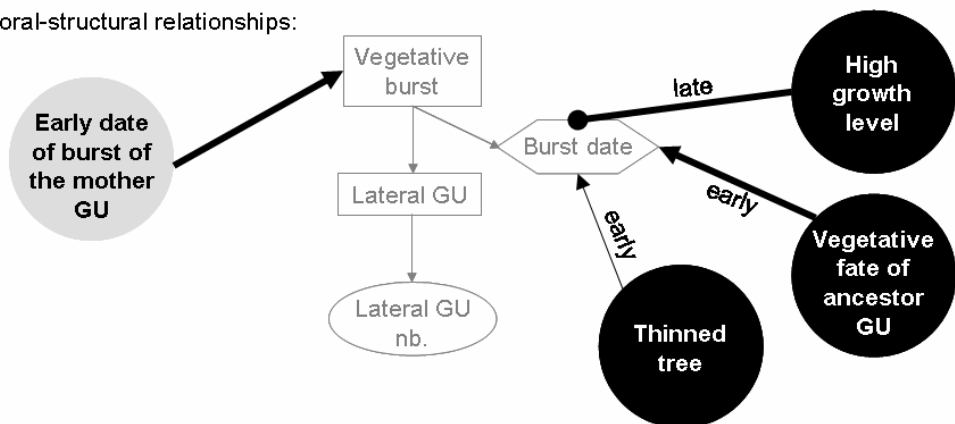 oral-structural relationships:
Early date
of burst of
the mother
GU
Vegetative
burst
Lateral GU
Lateral GU
nb.
Burst date
late
early
early
High
growth
level
Vegetative
fate of
ancestor
GU
Thinned
tree